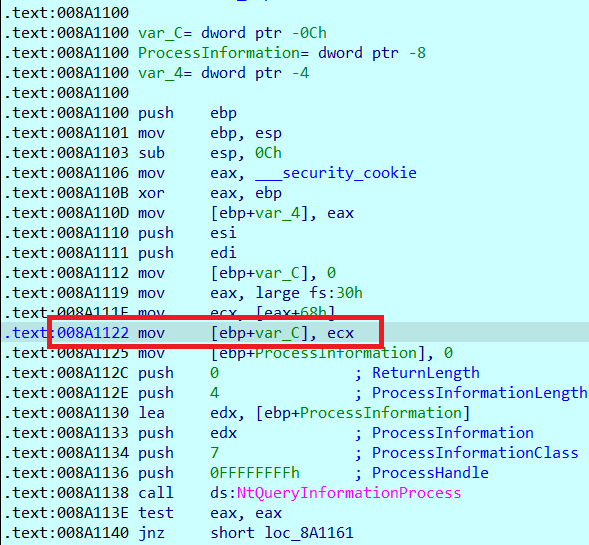 .text:008A1100
.text:008A1100 var_C= dword ptr -0Ch
.text:008A1100 ProcessInformation= dword ptr -8
.text:008A1100 var_4= dword ptr -4
.text:008A1100
.text:008A1100 push ebp
.text:008A1101 mov ebp, esp
.text:008A1103 sub esp, 0Ch
.text:008A1106 mov eax, ___security_cookie
.text:008A110B xor eax, ebp
.text:008A110D mov [ebp+var_4], eax
.text:008A1110 push esi
.text:008A1111 push edi
.text:008A1112 mov [ebp+var_C], 0
.text:008A1119 mov eax, large fs:30h
.text:008A111F mov ecx, [eax+68h]
.text:008A1122 mov [ebp+var_C], ecx
.text:008A1125 mov [ebp+ProcessInformation], 0
.text:008A112C push 0 ; ReturnLength
.text:008A112E push 4 ; ProcessInformationLength
.text:008A1130 lea edx, [ebp+ProcessInformation]
.text:008A1133 push edx ; ProcessInformation
.text:008A1134 push 7 ; ProcessInformationClass
.text:008A1136 push 0FFFFFFFFh ; ProcessHandle
.text:008A1138 call ds:NtQueryInformationProcess
.text:008A113E test eax, eax
.text:008A1140 jnz short loc_8A1161